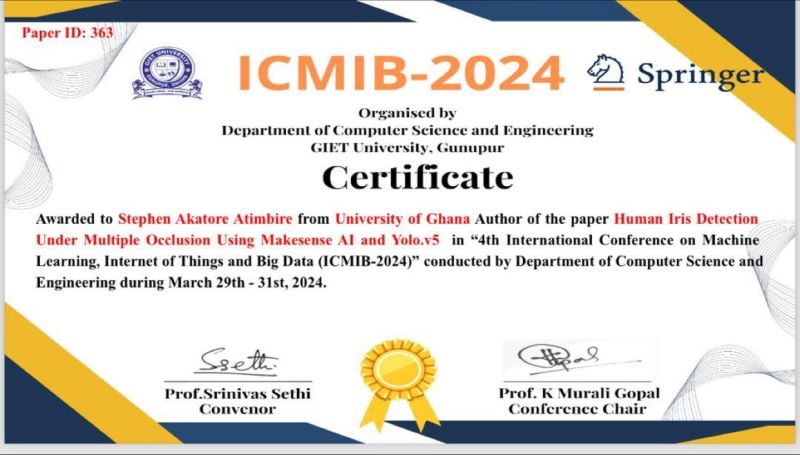 Paper ID: 363
GIET UNIVERSITY
ICMIB-2024
Springer
Organised by
Department of Computer Science and Engineering
GIET University, Gunupur
Certificate
Awarded to Stephen Akatore Atimbire from University of Ghana Author of the paper Human Iris Detection
Under Multiple Occlusion Using Makesense AI and Yolo.v5 in “4th International Conference on Machine
Learning, Internet of Things and Big Data (ICMIB-2024)” conducted by Department of Computer Science and
Engineering during March 29th - 31st, 2024.
Ssethi
Prof.Srinivas Sethi
Convenor
Prof. K Murali Gopal
Conference Chair